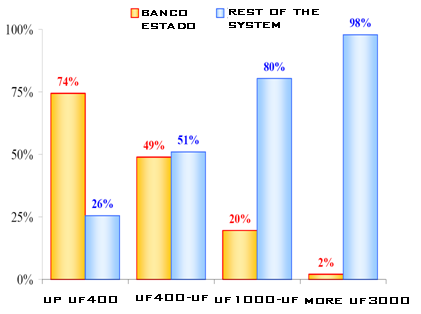 BANCO ESTADO
REST OF THE SYSTEM
100%
75%
50%
25%
0%
74%
26%
49%
51%
20%
80%
2%
98%
UP UF400
UF400-UF
UF1000-UF
MORE UF3000